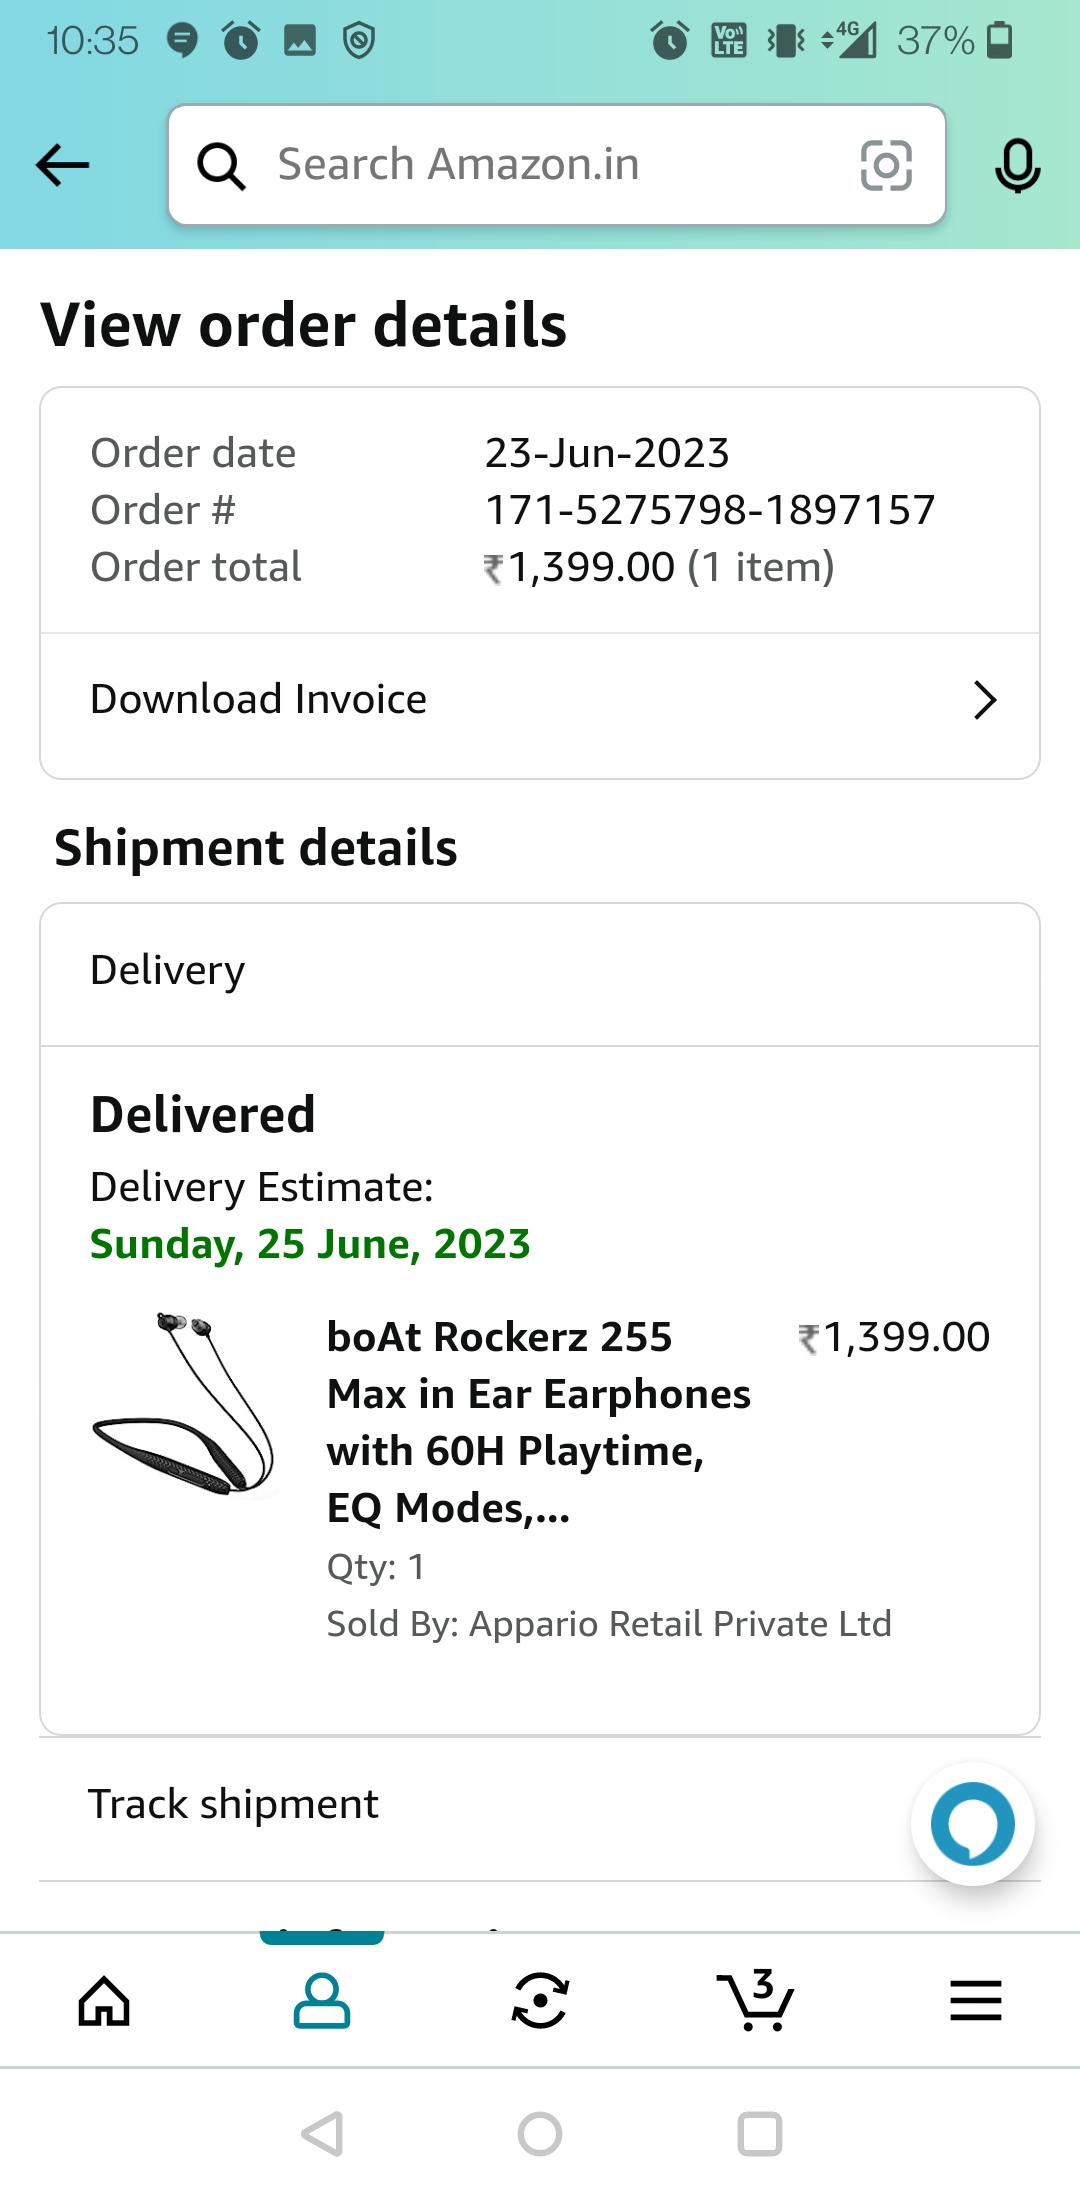 10:35
VoLTE
4G
37%
Search Amazon.in
View order details
Order date 23-Jun-2023
Order # 171-5275798-1897157
Order total ₹1,399.00 (1 item)
Download Invoice
Shipment details
Delivery
Delivered
Delivery Estimate:
Sunday, 25 June, 2023
boAt Rockerz 255 ₹1,399.00
Max in Ear Earphones
with 60H Playtime,
EQ Modes,...
Qty: 1
Sold By: Appario Retail Private Ltd
Track shipment
3